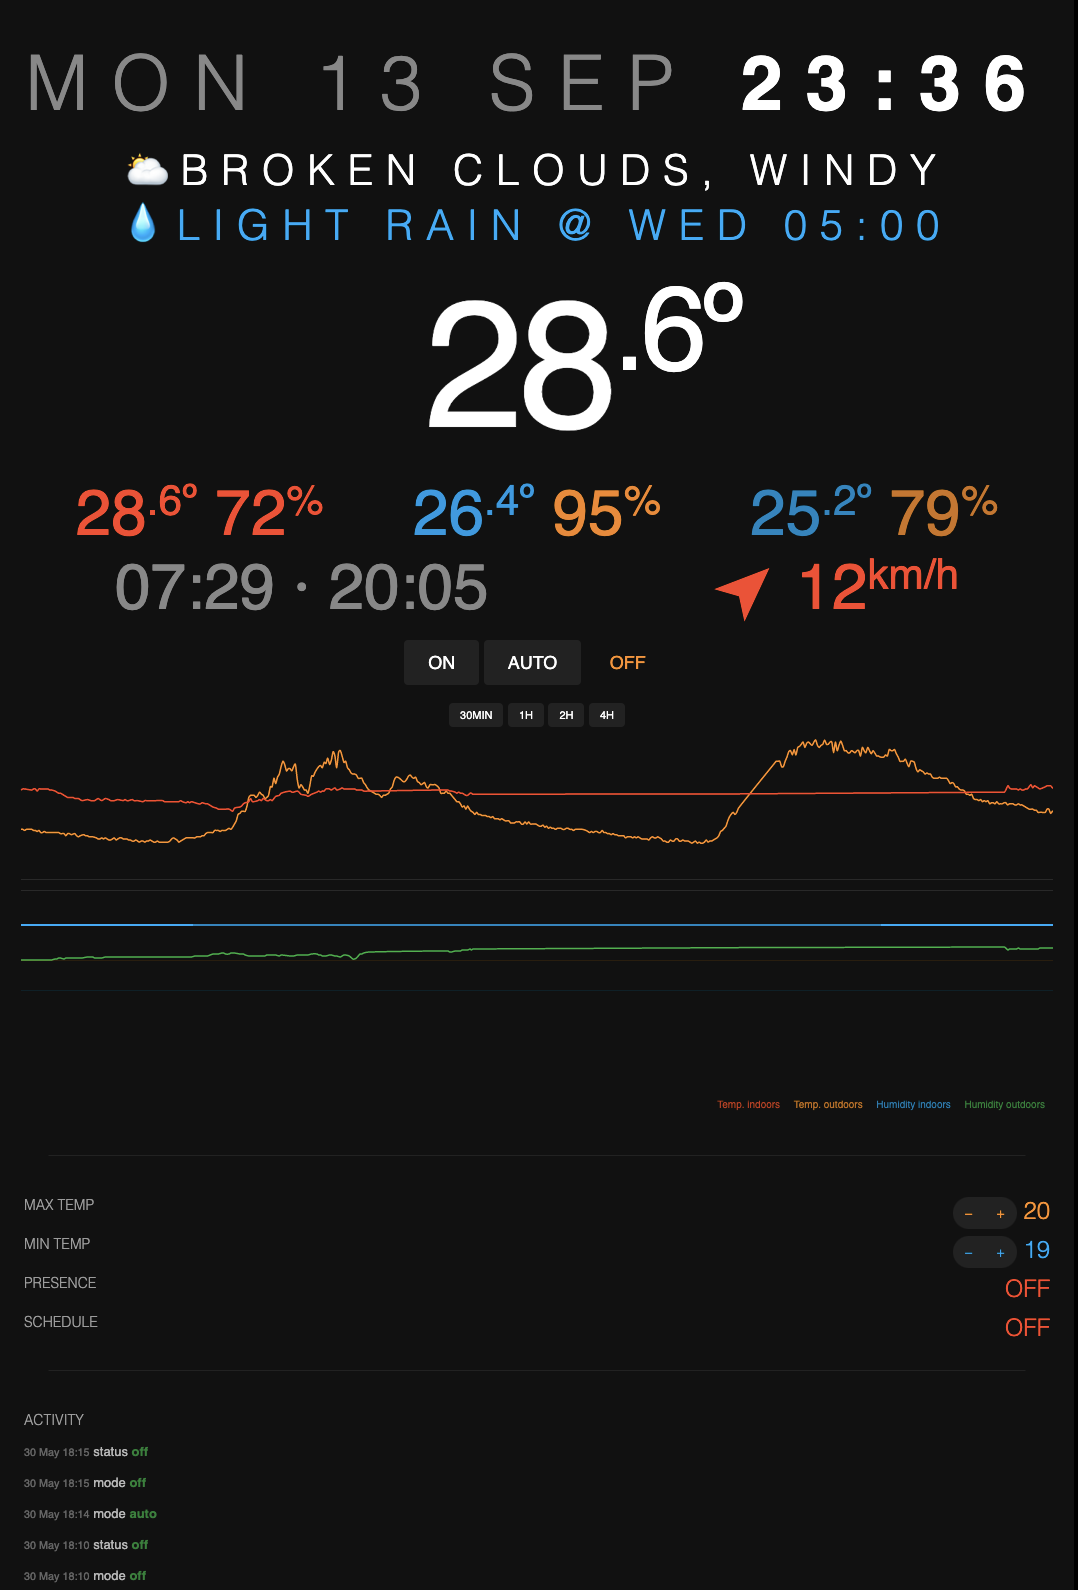 MON 13 SEP 23:36
BROKEN CLOUDS, WINDY
LIGHT RAIN @ WED 05:00
28.6º
28.6º 72% 26.4º 95% 25.2º 79%
07:29 · 20:05 12km/h
ON AUTO OFF
30MIN 1H 2H 4H
Temp. indoors Temp. outdoors Humidity indoors Humidity outdoors
MAX TEMP − + 20
MIN TEMP − + 19
PRESENCE OFF
SCHEDULE OFF
ACTIVITY
30 May 18:15 status off
30 May 18:15 mode off
30 May 18:14 mode auto
30 May 18:10 status off
30 May 18:10 mode off